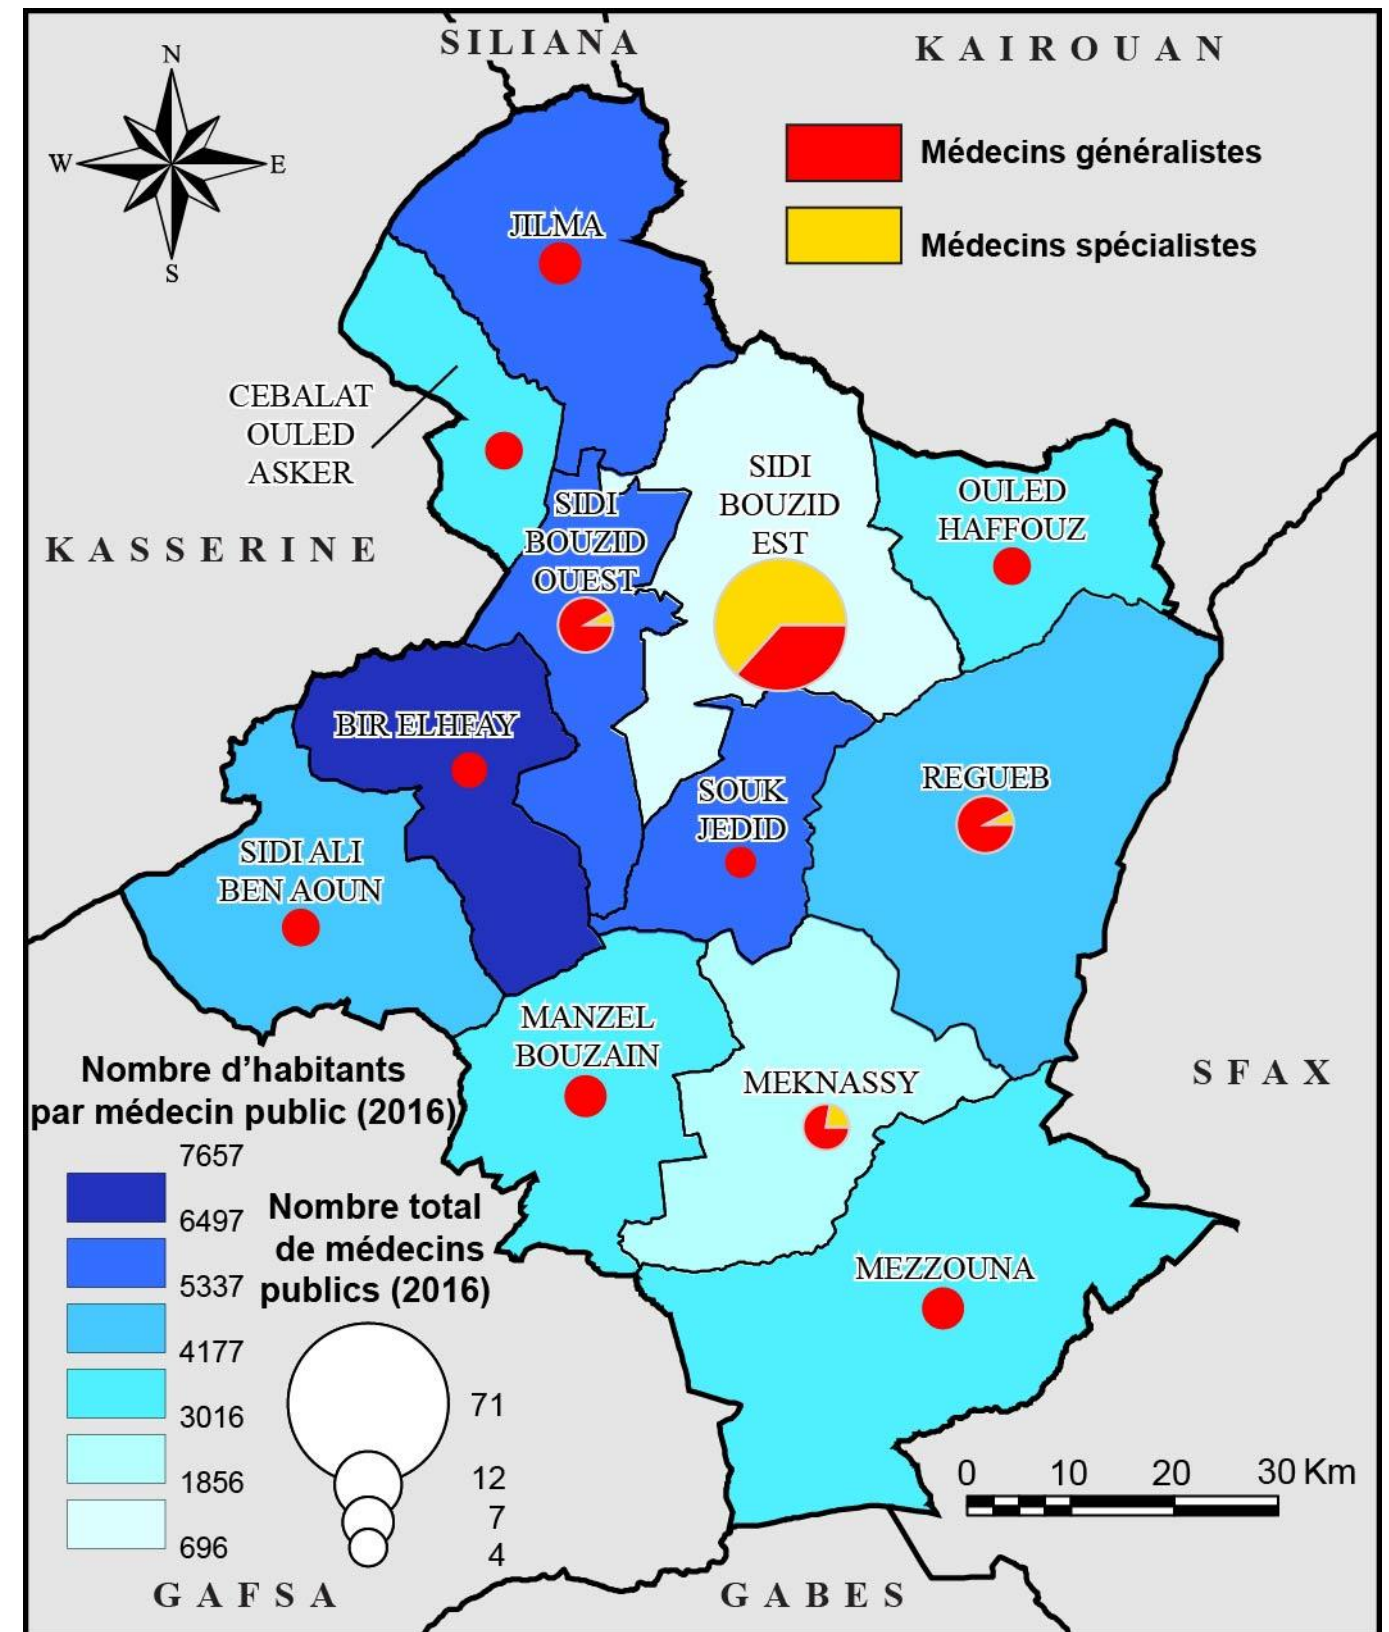 SILIANA
KAIROUAN
N
W
E
S
Médecins généralistes
Médecins spécialistes
JILMA
CEBALAT
OULED
ASKER
SIDI
BOUZID
EST
OULED
HAFFOUZ
SIDI
BOUZID
OUEST
KASSERINE
BIR ELHFAY
SOUK
JEDID
REGUEB
SIDI ALI
BEN AOUN
MANZEL
BOUZAIN
MEKNASSY
SFAX
MEZZOUNA
Nombre d’habitants
par médecin public (2016)
7657
6497
5337
4177
3016
1856
696
Nombre total
de médecins
publics (2016)
71
12
7
4
0 10 20 30 Km
GAFSA
GABES